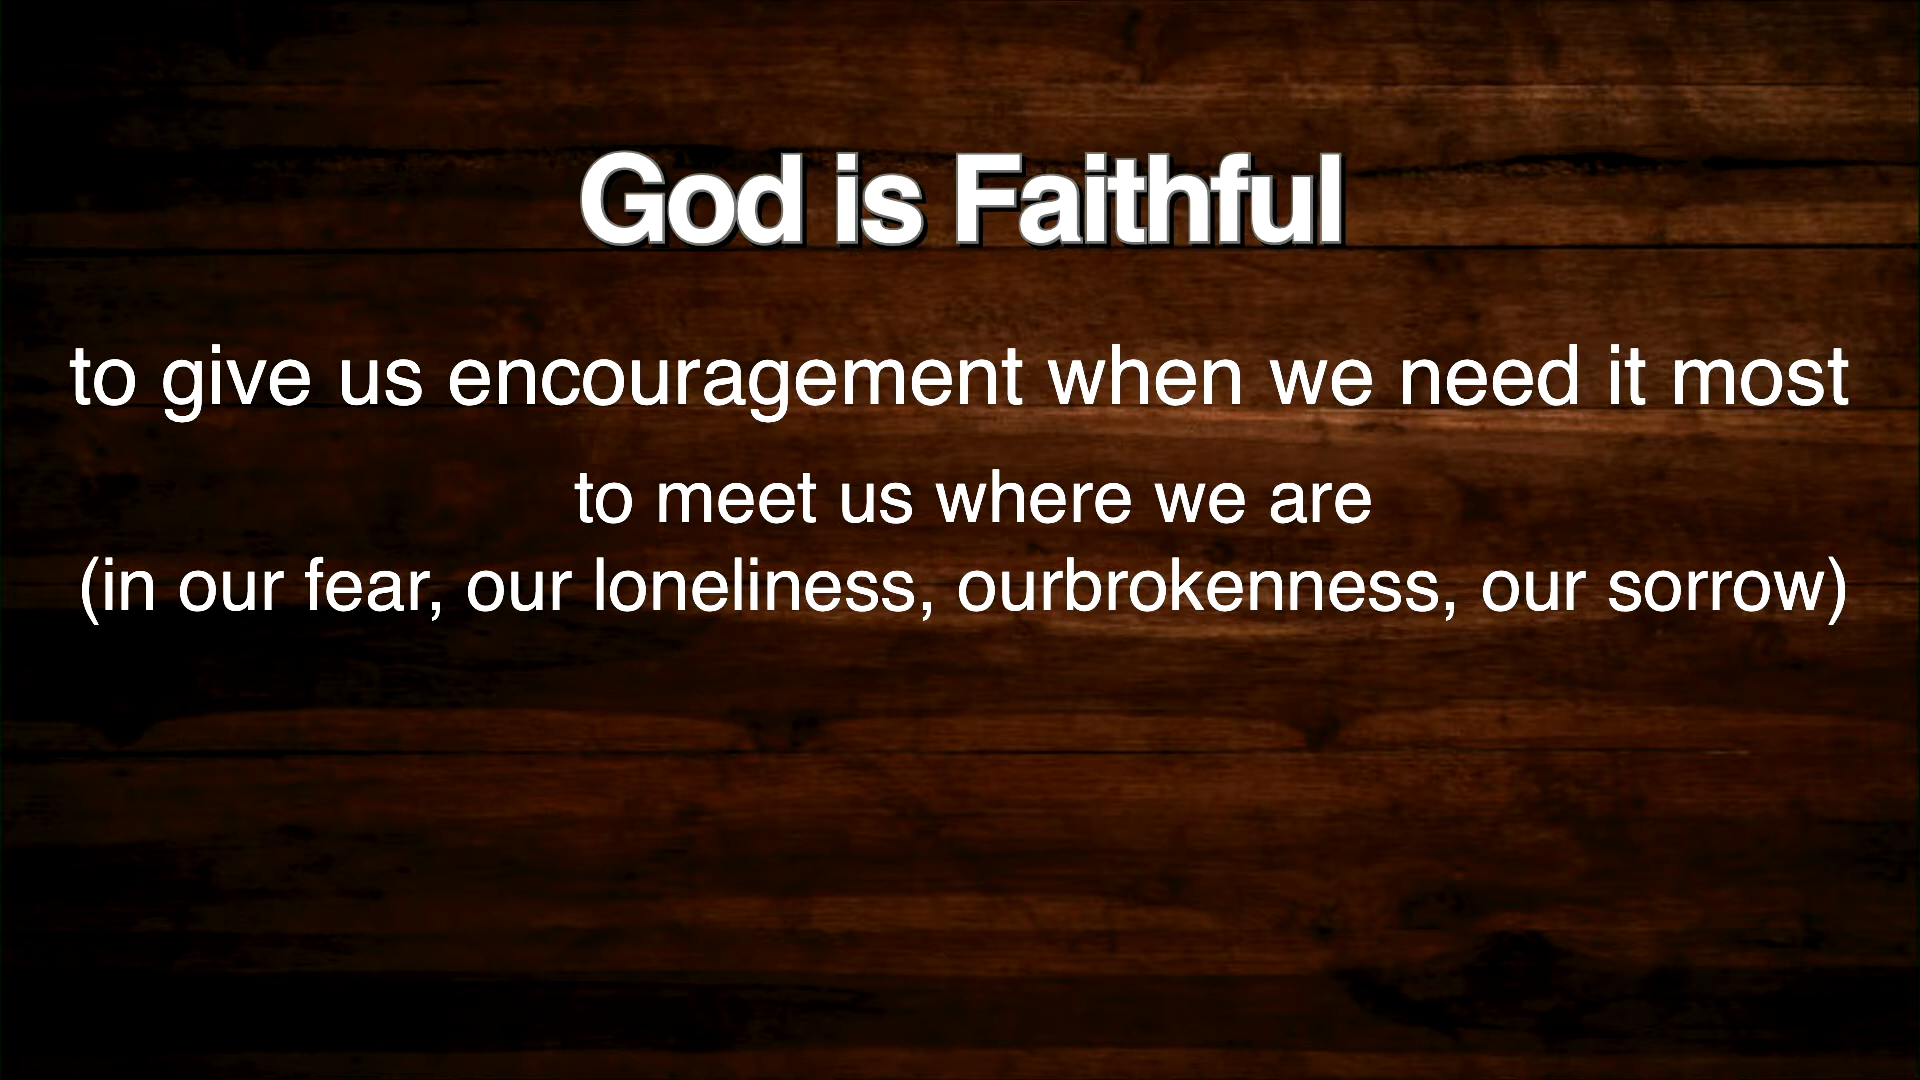 God is Faithful
to give us encouragement when we need it most
to meet us where we are
(in our fear, our loneliness, ourbrokenness, our sorrow)